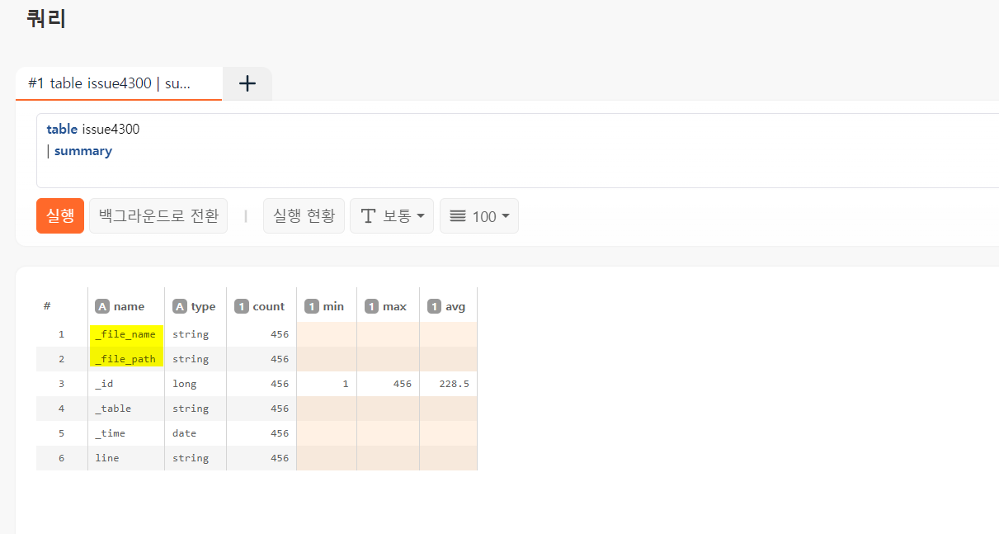 쿼리
#1 table issue4300 | su...
table issue4300
| summary
실행 백그라운드로 전환 실행 현황 보통 100
# A name A type 1 count 1 min 1 max 1 avg
1 _file_name string 456
2 _file_path string 456
3 _id long 456 1 456 228.5
4 _table string 456
5 _time date 456
6 line string 456